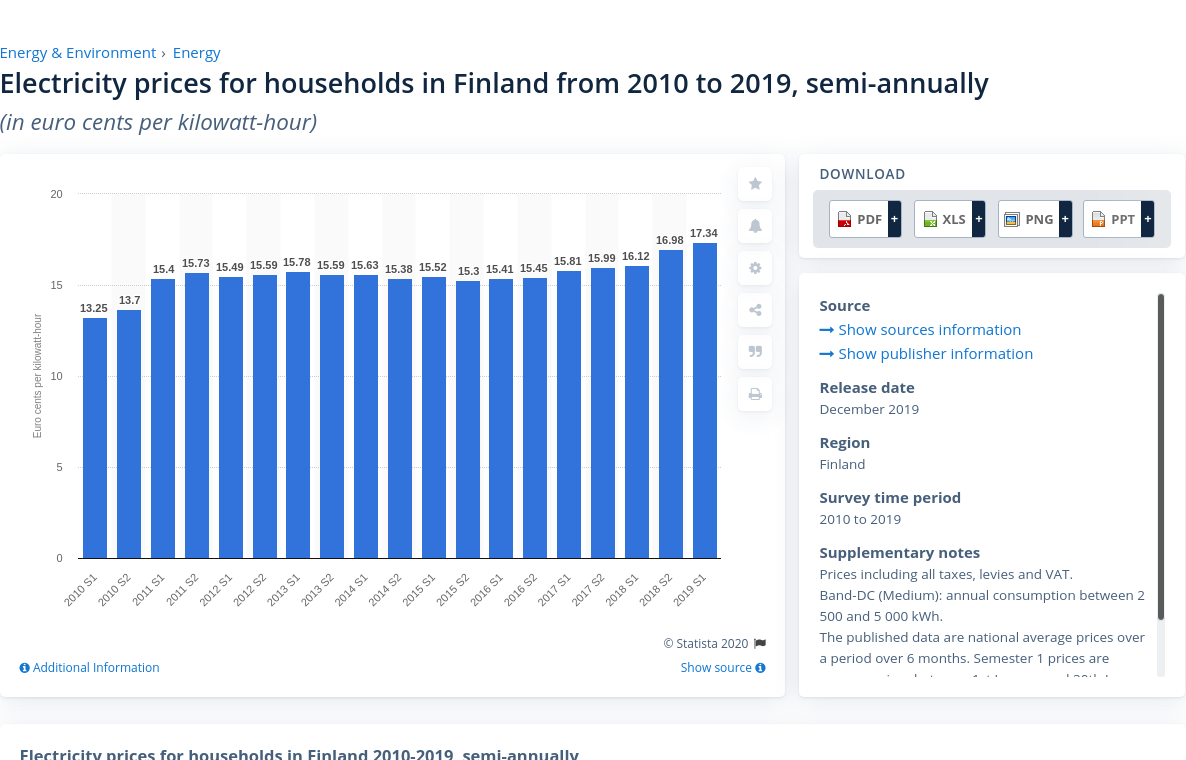 Energy & Environment › Energy
Electricity prices for households in Finland from 2010 to 2019, semi-annually
(in euro cents per kilowatt-hour)
20
15
10
5
0
Euro cents per kilowatt-hour
13.25
13.7
15.4
15.73
15.49
15.59
15.78
15.59
15.63
15.38
15.52
15.3
15.41
15.45
15.81
15.99
16.12
16.98
17.34
2010 S1
2010 S2
2011 S1
2011 S2
2012 S1
2012 S2
2013 S1
2013 S2
2014 S1
2014 S2
2015 S1
2015 S2
2016 S1
2016 S2
2017 S1
2017 S2
2018 S1
2018 S2
2019 S1
© Statista 2020
Additional Information
Show source
DOWNLOAD
PDF + XLS + PNG + PPT +
Source
Show sources information
Show publisher information
Release date
December 2019
Region
Finland
Survey time period
2010 to 2019
Supplementary notes
Prices including all taxes, levies and VAT.
Band-DC (Medium): annual consumption between 2
500 and 5 000 kWh.
The published data are national average prices over
a period over 6 months. Semester 1 prices are
Electricity prices for households in Finland 2010-2019, semi-annually